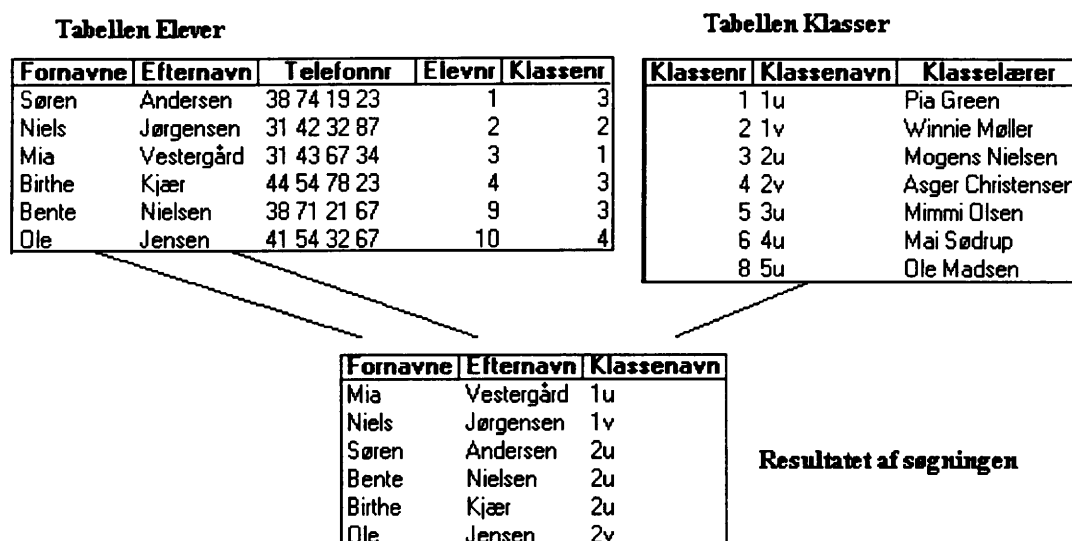 Tabellen Elever
Fornavne Efternavn Telefonnr Elevnr Klassenr
Søren Andersen 38 74 19 23 1 3
Niels Jørgensen 31 42 32 87 2 2
Mia Vestergård 31 43 67 34 3 1
Birthe Kjær 44 54 78 23 4 3
Bente Nielsen 38 71 21 67 9 3
Ole Jensen 41 54 32 67 10 4
Tabellen Klasser
Klassenr Klassenavn Klasselærer
1 1u Pia Green
2 1v Winnie Møller
3 2u Mogens Nielsen
4 2v Asger Christensen
5 3u Mimmi Olsen
6 4u Mai Sødrup
8 5u Ole Madsen
Fornavne Efternavn Klassenavn
Mia Vestergård 1u
Niels Jørgensen 1v
Søren Andersen 2u
Bente Nielsen 2u
Birthe Kjær 2u
Ole Jensen 2v
Resultatet af søgningen